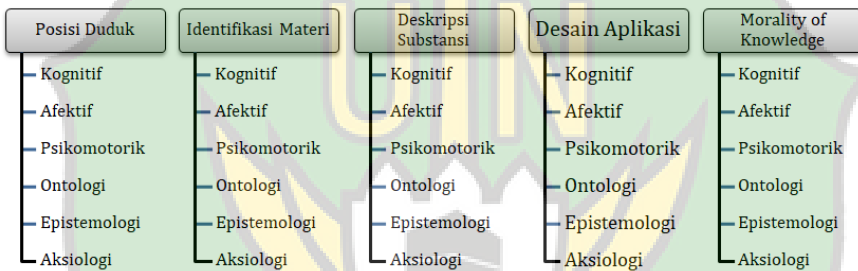 Posisi Duduk
Kognitif
Afektif
Psikomotorik
Ontologi
Epistemologi
Aksiologi
Identifikasi Materi
Kognitif
Afektif
Psikomotorik
Ontologi
Epistemologi
Aksiologi
Deskripsi
Substansi
Kognitif
Afektif
Psikomotorik
Ontologi
Epistemologi
Aksiologi
Desain Aplikasi
Kognitif
Afektif
Psikomotorik
Ontologi
Epistemologi
Aksiologi
Morality of
Knowledge
Kognitif
Afektif
Psikomotorik
Ontologi
Epistemologi
Aksiologi
UIN